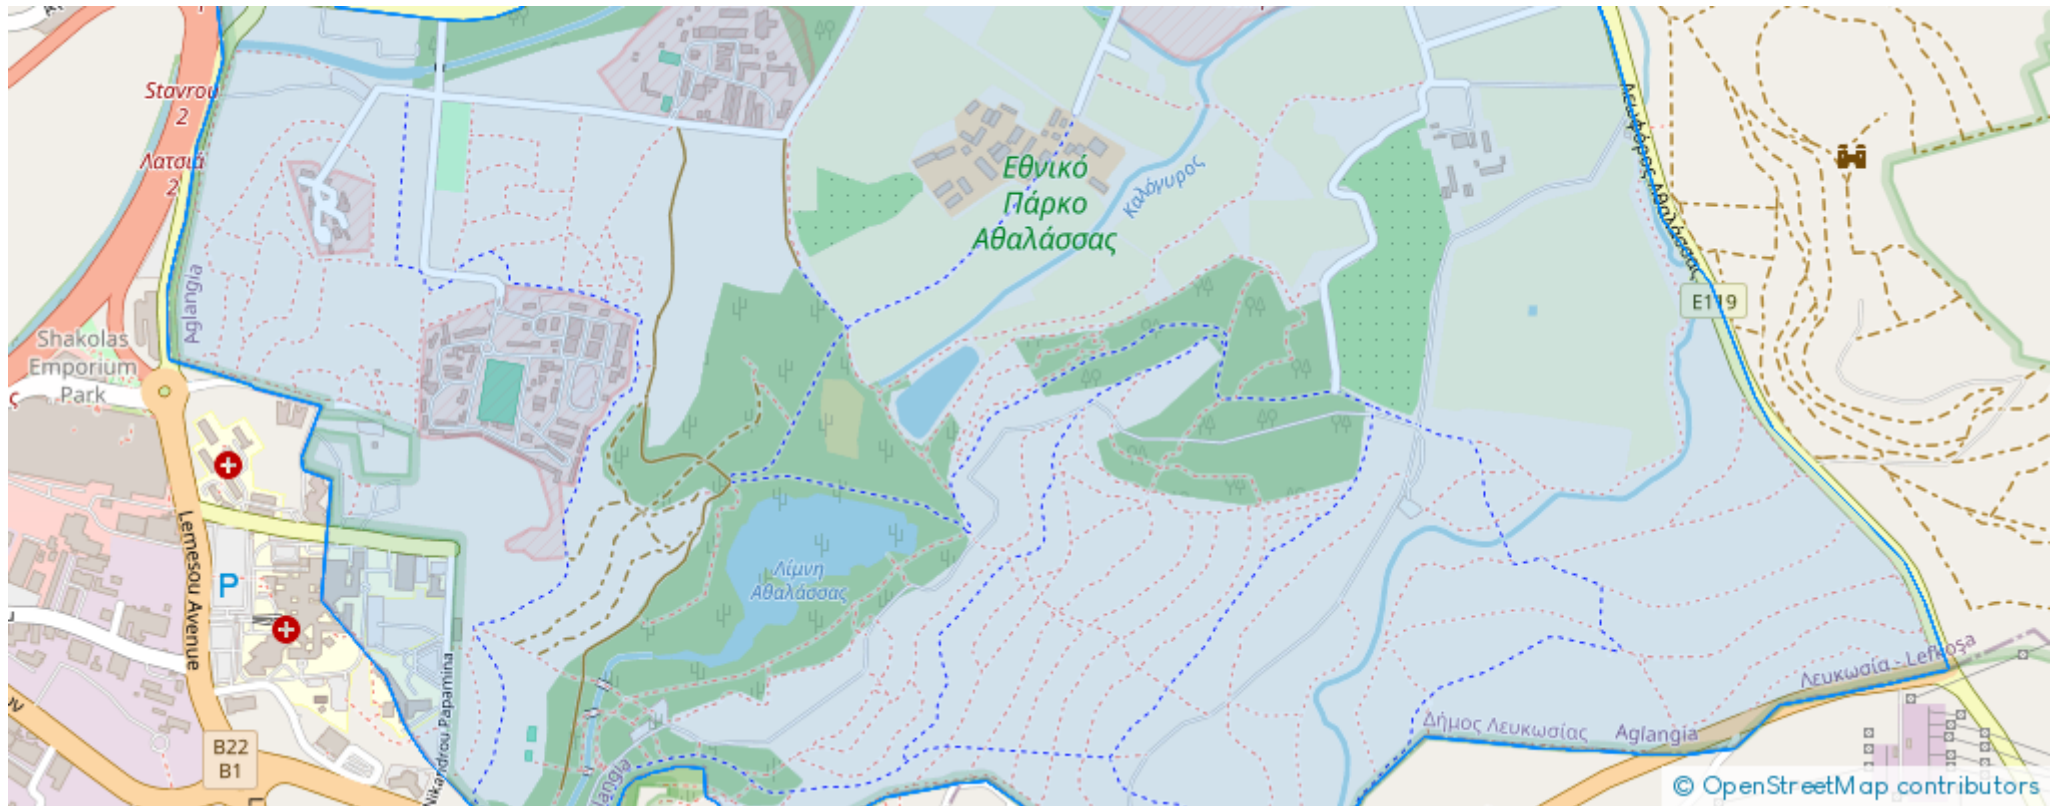 Stavrou
2
Λατσιά
2
Aglangia
Shakolas
Emporium
Park
Lemesou Avenue
P
B22
B1
Nikandrou Papamina
Εθνικό
Πάρκο
Αθαλάσσας
Καλόγυρος
Λίμνη
Αθαλάσσας
Λεωφόρος Αθαλάσσας
E119
Λευκωσία - Lefkoşa
Δήμος Λευκωσίας
Aglangia
© OpenStreetMap contributors